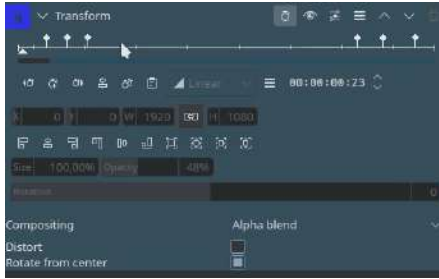 Transform
Linear 00:00:00:23
X 0 Y 0 W 1920 H 1080
Size 100,00% Opacity 48%
Rotation 0
Compositing Alpha blend
Distort
Rotate from center